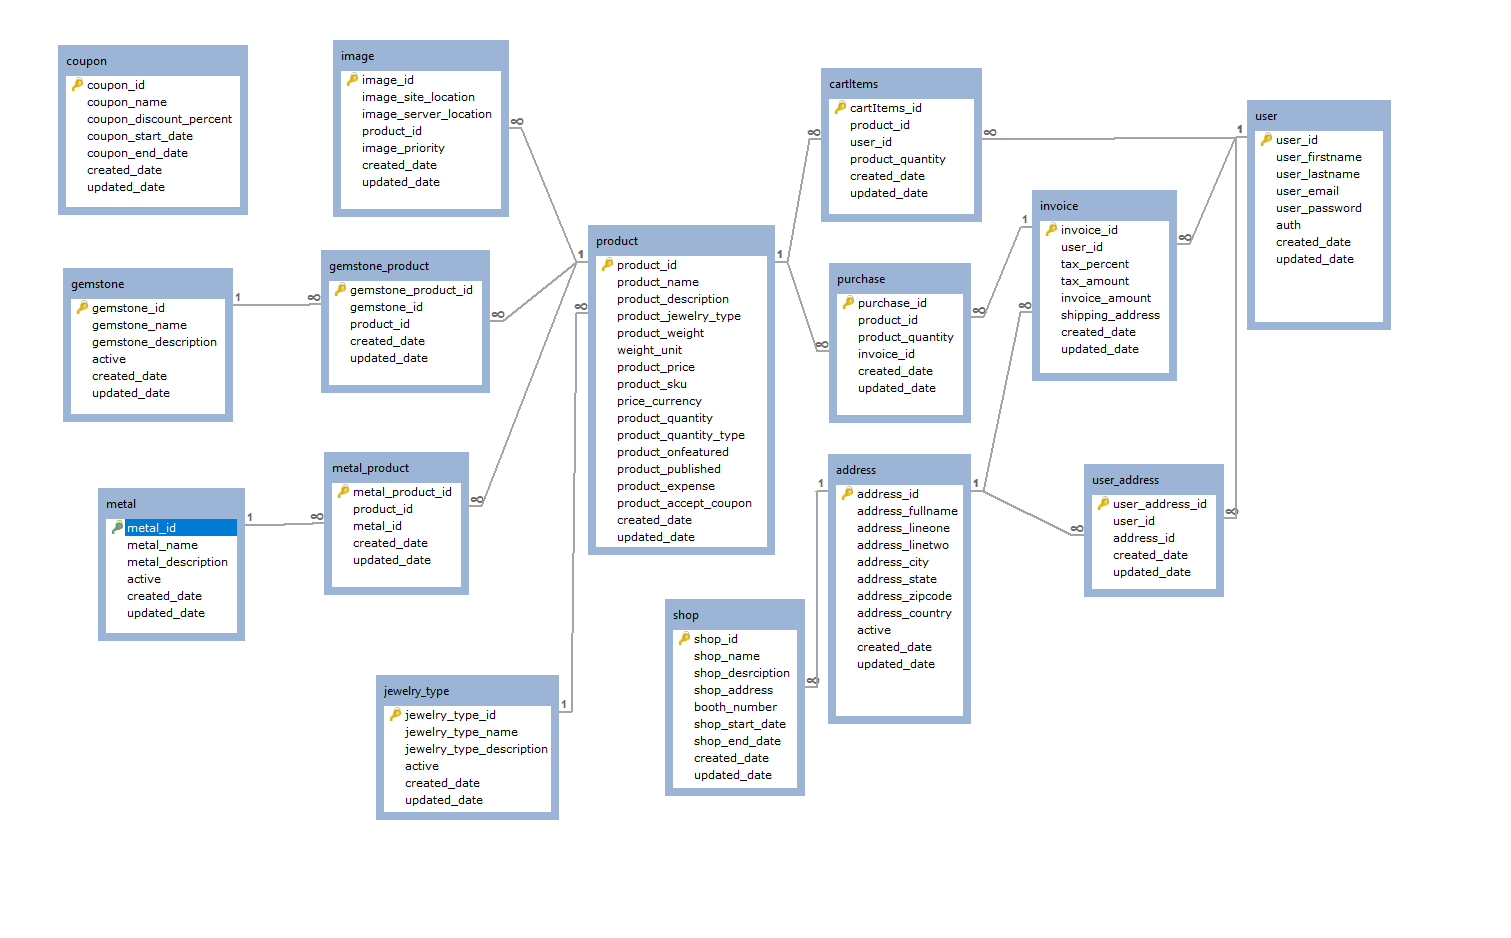 coupon
coupon_id
coupon_name
coupon_discount_percent
coupon_start_date
coupon_end_date
created_date
updated_date
image
image_id
image_site_location
image_server_location
product_id
image_priority
created_date
updated_date
∞
cartItems
cartItems_id
product_id
user_id
product_quantity
created_date
updated_date
∞
∞
user
user_id
user_firstname
user_lastname
user_email
user_password
auth
created_date
updated_date
1
invoice
invoice_id
user_id
tax_percent
tax_amount
invoice_amount
shipping_address
created_date
updated_date
1
∞
∞
gemstone
gemstone_id
gemstone_name
gemstone_description
active
created_date
updated_date
1
∞
gemstone_product
gemstone_product_id
gemstone_id
product_id
created_date
updated_date
∞
product
product_id
product_name
product_description
product_jewelry_type
product_weight
weight_unit
product_price
product_sku
price_currency
product_quantity
product_quantity_type
product_onfeatured
product_published
product_expense
product_accept_coupon
created_date
updated_date
1
1
∞
purchase
purchase_id
product_id
product_quantity
invoice_id
created_date
updated_date
∞
∞
metal
metal_id
metal_name
metal_description
active
created_date
updated_date
1
∞
metal_product
metal_product_id
product_id
metal_id
created_date
updated_date
∞
address
address_id
address_fullname
address_lineone
address_linetwo
address_city
address_state
address_zipcode
address_country
active
created_date
updated_date
1
1
user_address
user_address_id
user_id
address_id
created_date
updated_date
∞
∞
shop
shop_id
shop_name
shop_desrciption
shop_address
booth_number
shop_start_date
shop_end_date
created_date
updated_date
∞
jewelry_type
jewelry_type_id
jewelry_type_name
jewelry_type_description
active
created_date
updated_date
1